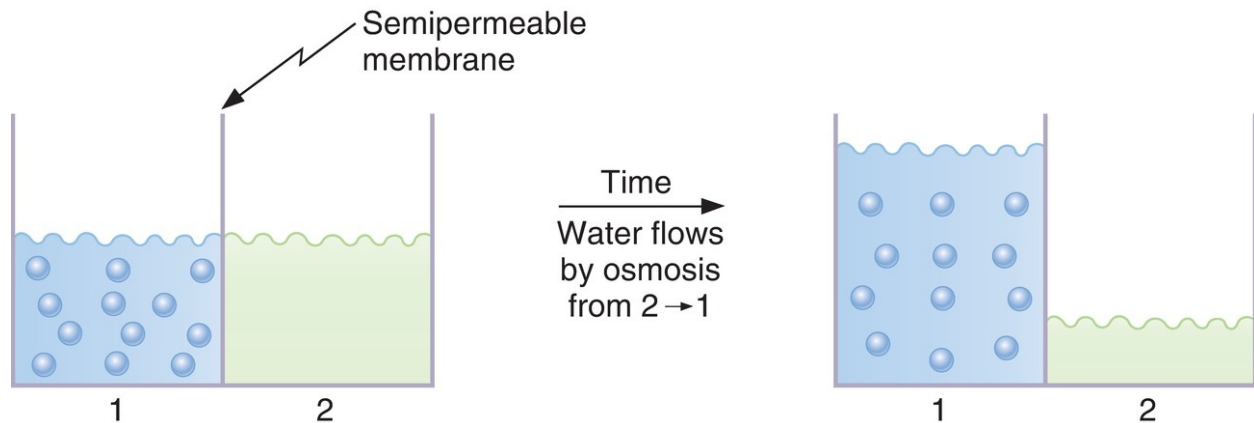 Semipermeable
membrane
Time
Water flows
by osmosis
from 2→1
1
2
1
2